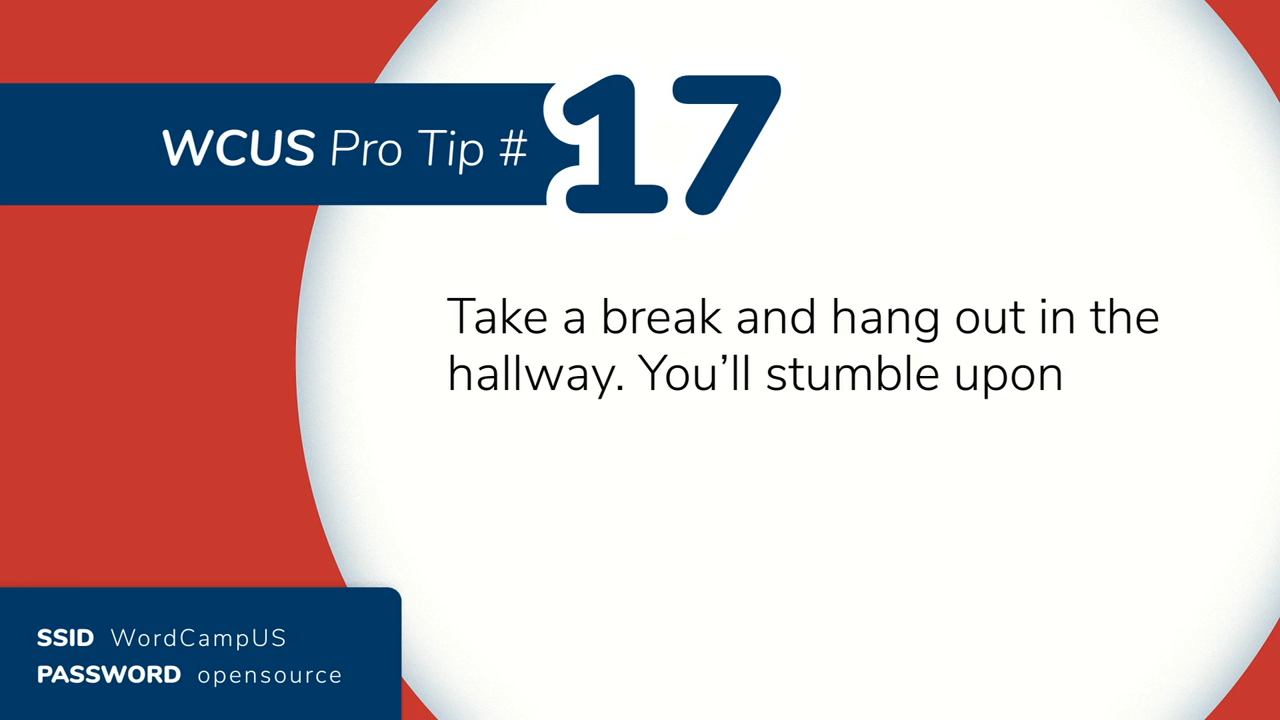 WCUS Pro Tip # 17
Take a break and hang out in the
hallway. You’ll stumble upon
SSID WordCampUS
PASSWORD opensource